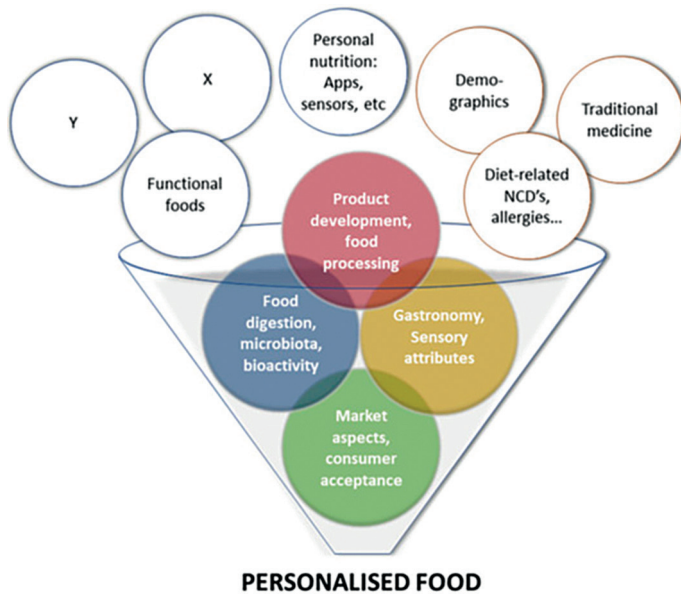 Y
X
Personal
nutrition:
Apps,
sensors, etc
Demo-
graphics
Traditional
medicine
Functional
foods
Diet-related
NCD's,
allergies...
Product
development,
food
processing
Food
digestion,
microbiota,
bioactivity
Gastronomy,
Sensory
attributes
Market
aspects,
consumer
acceptance
PERSONALISED FOOD